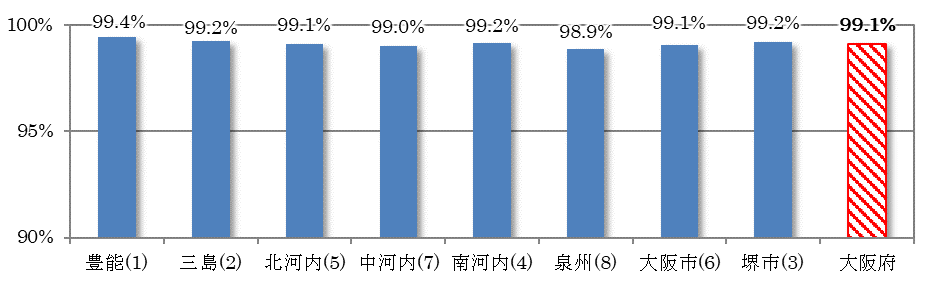 99.4% 99.2% 99.1% 99.0% 99.2% 98.9% 99.1% 99.2% 99.1%
100%
95%
90%
豊能(1) 三島(2) 北河内(5) 中河内(7) 南河内(4) 泉州(8) 大阪市(6) 堺市(3) 大阪府